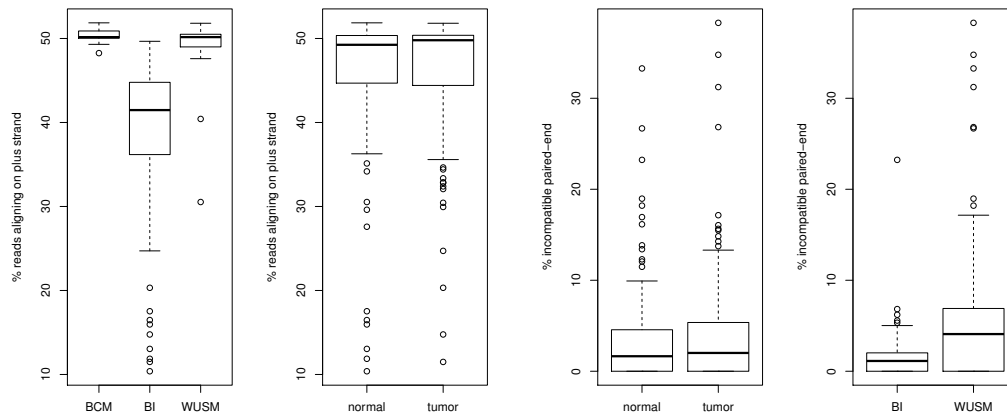 % reads aligning on plus strand
50
40
30
20
10
BCM BI WUSM
% reads aligning on plus strand
50
40
30
20
10
normal tumor
% incompatible paired−end
30
20
10
0
normal tumor
% incompatible paired−end
30
20
10
0
BI WUSM